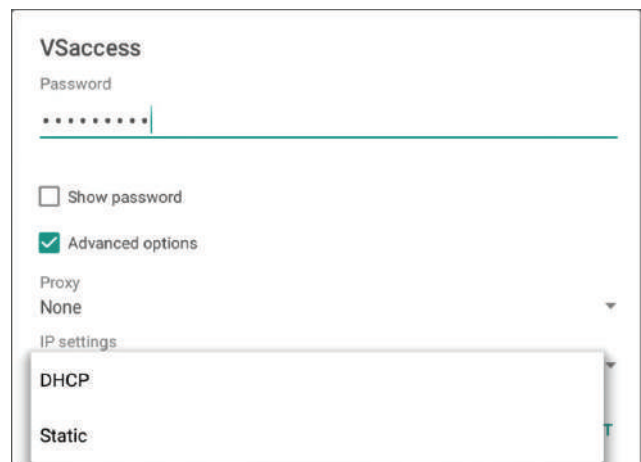 VSaccess
Password
•••••••••
Show password
Advanced options
Proxy
None
IP settings
DHCP
Static
T